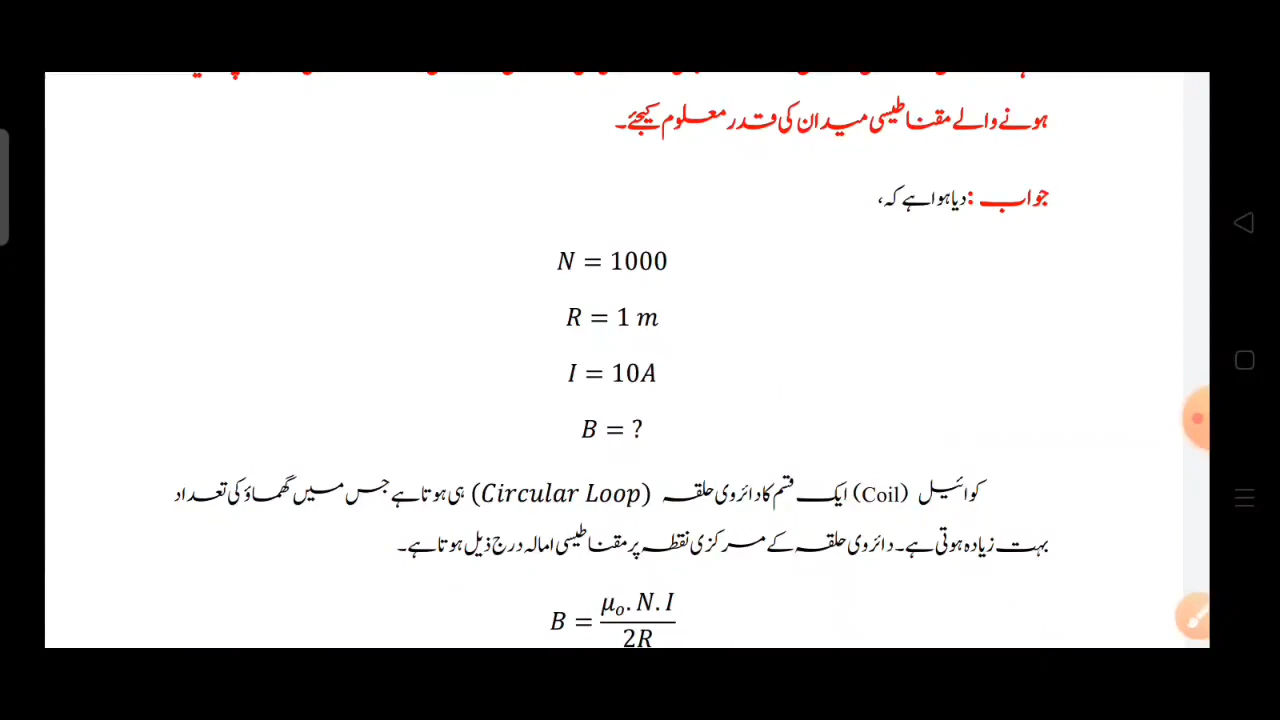 ہونے والے مقناطیسی میدان کی قدر معلوم کیجئے۔
جواب : دیا ہوا ہے کہ،
N = 1000
R = 1 m
I = 10A
B = ?
کوائیل (Coil) ایک قسم کا دائروی حلقہ (Circular Loop) ہی ہوتا ہے جس میں گھماؤ کی تعداد
بہت زیادہ ہوتی ہے۔ دائروی حلقہ کے مرکزی نقطہ پر مقناطیسی امالہ درج ذیل ہوتا ہے۔
B = μₒ. N. I / 2R